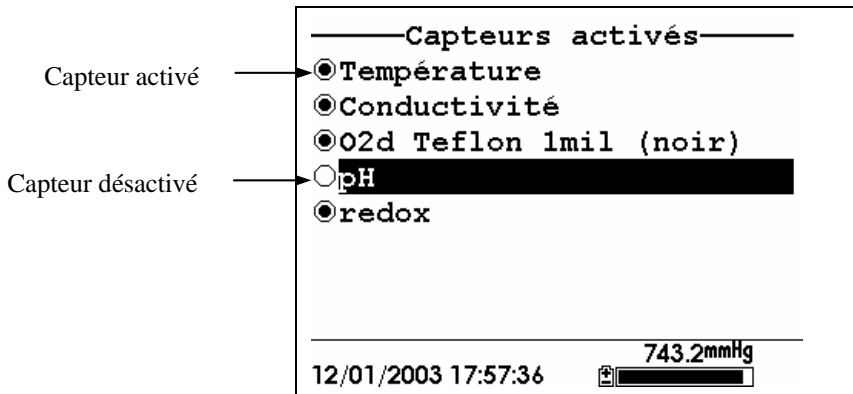 Capteurs activés
Capteur activé
Température
Conductivité
O2d Teflon 1mil (noir)
Capteur désactivé
pH
redox
743.2mmHg
12/01/2003 17:57:36